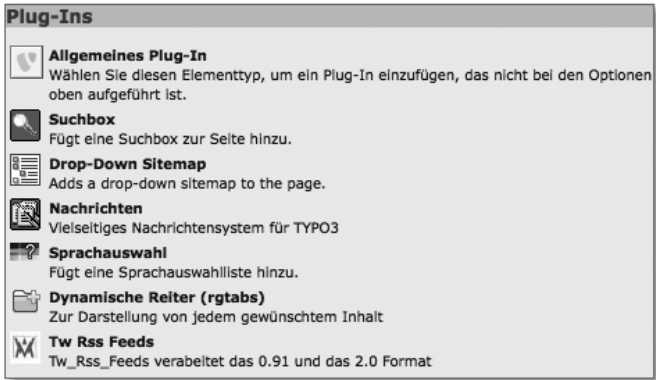 Plug-Ins
Allgemeines Plug-In
Wählen Sie diesen Elementtyp, um ein Plug-In einzufügen, das nicht bei den Optionen
oben aufgeführt ist.
Suchbox
Fügt eine Suchbox zur Seite hinzu.
Drop-Down Sitemap
Adds a drop-down sitemap to the page.
Nachrichten
Vielseitiges Nachrichtensystem für TYPO3
Sprachauswahl
Fügt eine Sprachauswahlliste hinzu.
Dynamische Reiter (rgtabs)
Zur Darstellung von jedem gewünschtem Inhalt
Tw Rss Feeds
Tw_Rss_Feeds verabeitet das 0.91 und das 2.0 Format